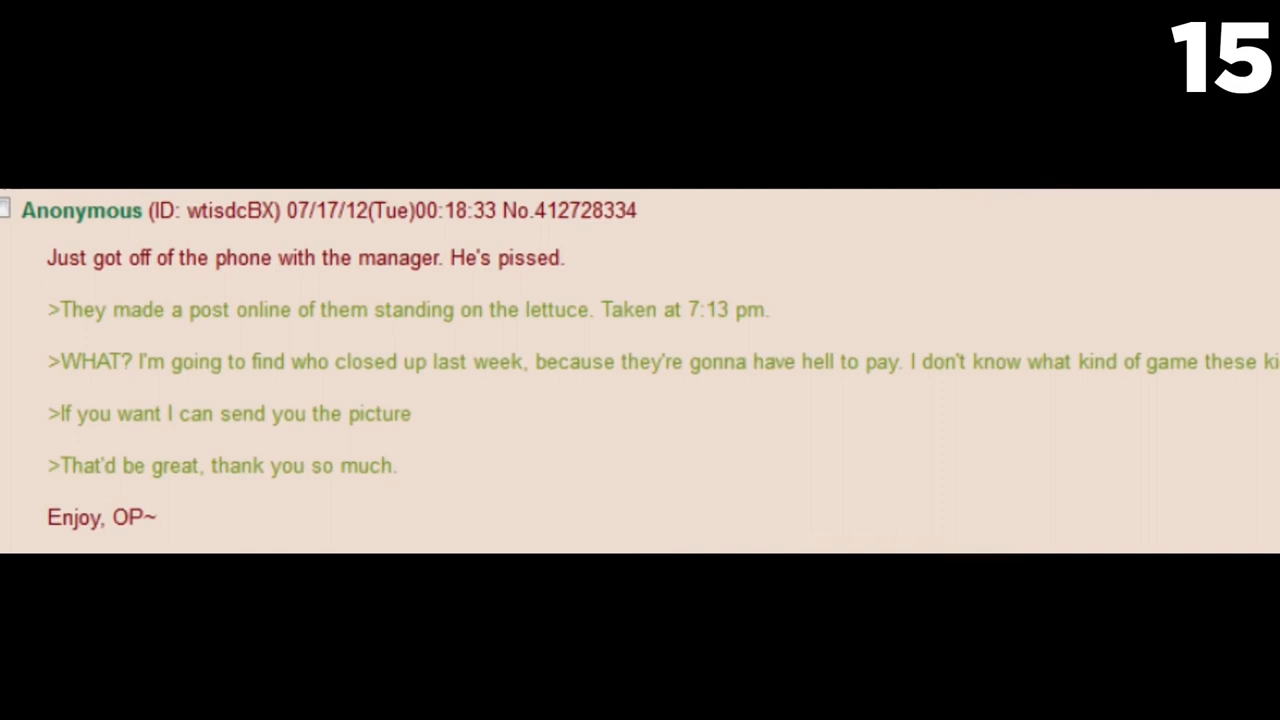 15
Anonymous (ID: wtisdcBX) 07/17/12(Tue)00:18:33 No.412728334
Just got off of the phone with the manager. He's pissed.
>They made a post online of them standing on the lettuce. Taken at 7:13 pm.
>WHAT? I'm going to find who closed up last week, because they're gonna have hell to pay. I don't know what kind of game these ki
>If you want I can send you the picture
>That'd be great, thank you so much.
Enjoy, OP~